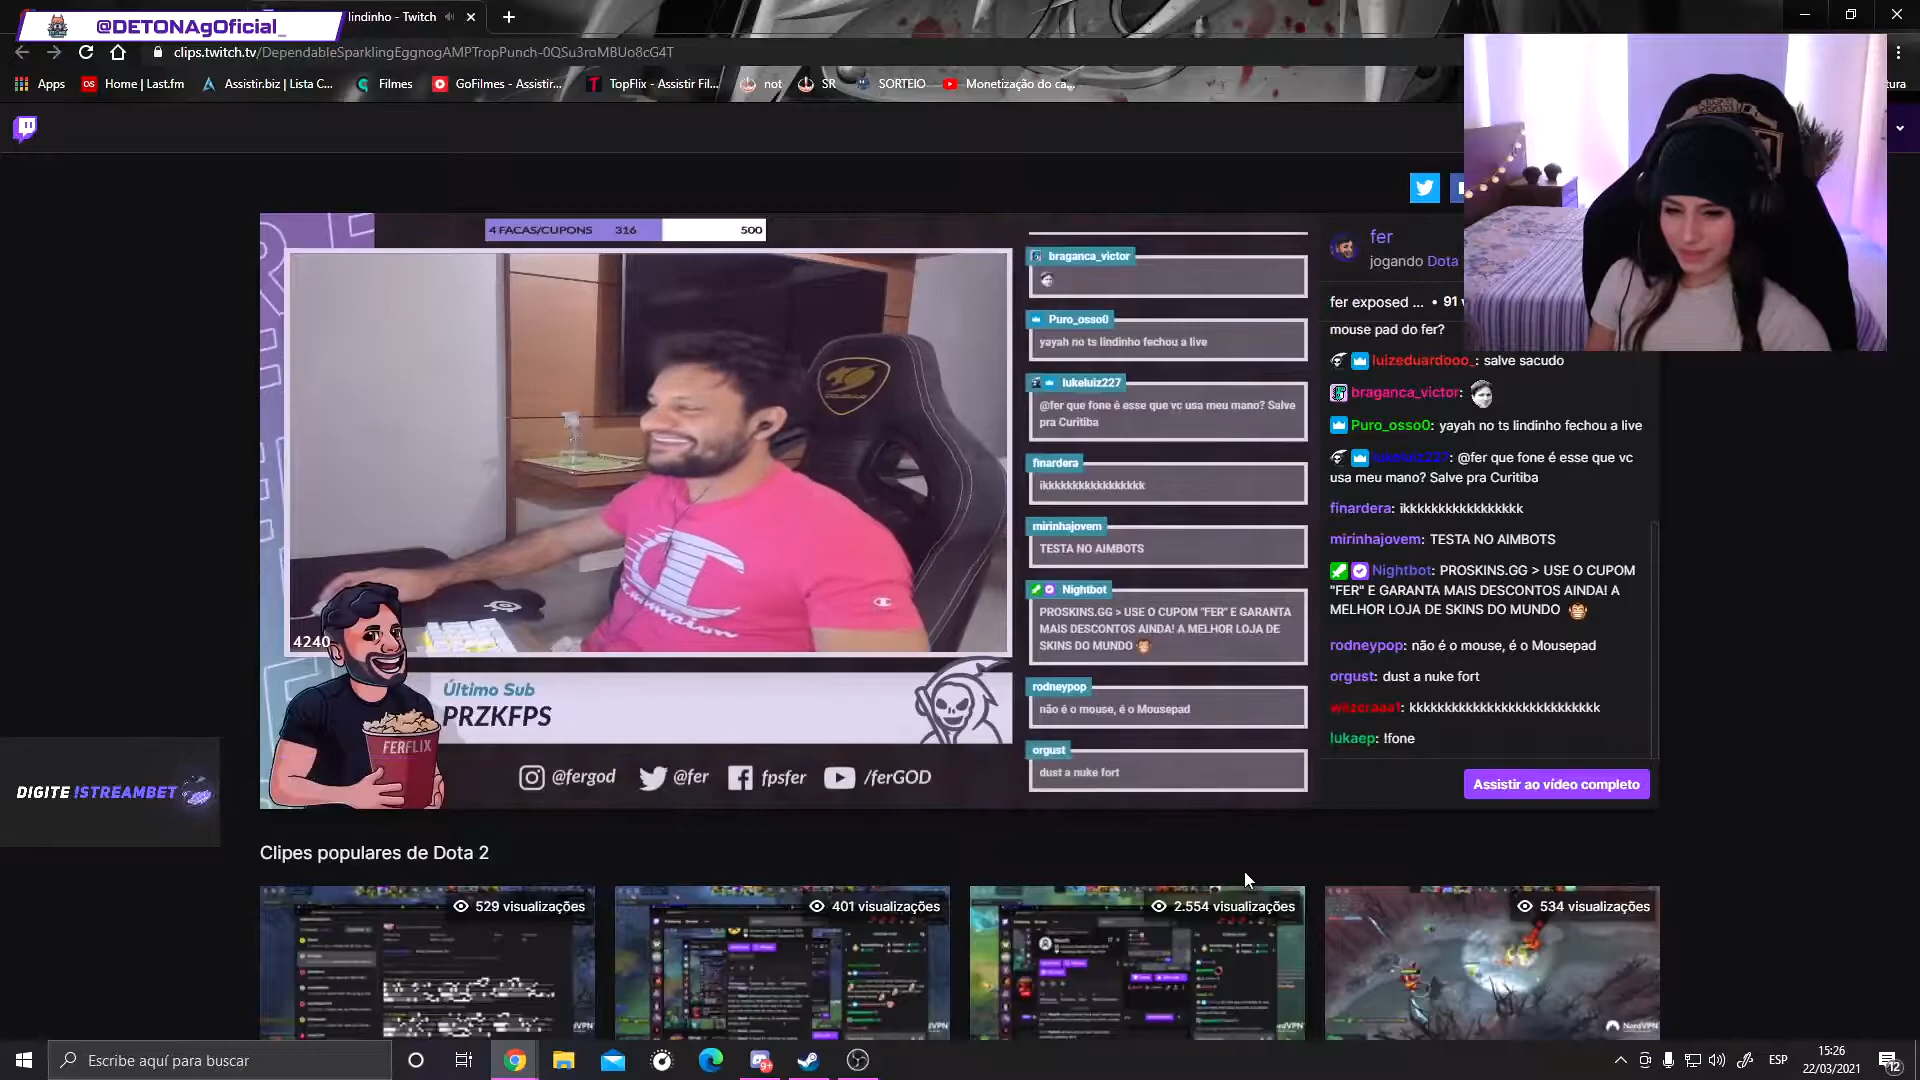 @DETONAgOficial_
lindinho - Twitch
clips.twitch.tv/DependableSparklingEggnogAMPTropPunch-0QSu3roMBUo8cG4T
Apps
Home | Last.fm
Assistir.biz | Lista C...
Filmes
GoFilmes - Assistir...
TopFlix - Assistir Fil...
not
SR
SORTEIO
Monetização do ca...
4 FACAS/CUPONS 316 500
braganca_victor
Puro_osso0
yayah no ts lindinho fechou a live
lukeluiz227
@fer que fone é esse que vc usa meu mano? Salve
pra Curitiba
finardera
ikkkkkkkkkkkkkkkk
mirinhajovem
TESTA NO AIMBOTS
Nightbot
PROSKINS.GG > USE O CUPOM "FER" E GARANTA
MAIS DESCONTOS AINDA! A MELHOR LOJA DE
SKINS DO MUNDO
rodneypop
não é o mouse, é o Mousepad
orgust
dust a nuke fort
4240
Champion
COUGAR
FERFLIX
Último Sub
PRZKFPS
@fergod
@fer
fpsfer
/ferGOD
fer
jogando Dota
fer exposed ... • 91
mouse pad do fer?
luizeduardooo_: salve sacudo
braganca_victor:
Puro_osso0: yayah no ts lindinho fechou a live
lukeluiz227: @fer que fone é esse que vc
usa meu mano? Salve pra Curitiba
finardera: ikkkkkkkkkkkkkkkk
mirinhajovem: TESTA NO AIMBOTS
Nightbot: PROSKINS.GG > USE O CUPOM
"FER" E GARANTA MAIS DESCONTOS AINDA! A
MELHOR LOJA DE SKINS DO MUNDO
rodneypop: não é o mouse, é o Mousepad
orgust: dust a nuke fort
wiizeraaa1: kkkkkkkkkkkkkkkkkkkkkkkkkk
lukaep: !fone
Assistir ao vídeo completo
DIGITE !STREAMBET
Clipes populares de Dota 2
529 visualizações
401 visualizações
2.554 visualizações
534 visualizações
NordVPN
Escribe aquí para buscar
9+
ESP
15:26
22/03/2021
12